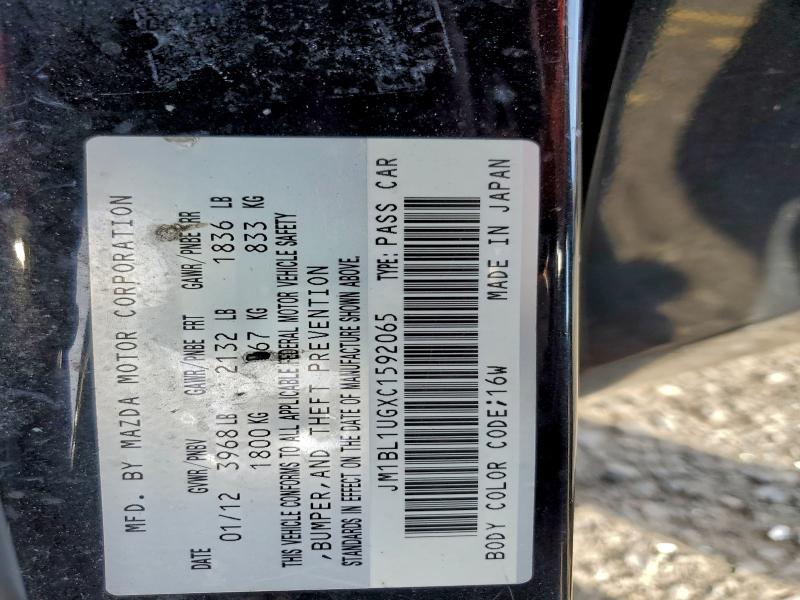 MFD. BY MAZDA MOTOR CORPORATION
DATE GVWR/PNBV GAWR/PNBE FRT GAWR/PNBE RR
01/12 3968LB 2132 LB 1836 LB
1800KG 67 KG 833 KG
THIS VEHICLE CONFORMS TO ALL APPLICABLE FEDERAL MOTOR VEHICLE SAFETY
,BUMPER,AND THEFT PREVENTION
STANDARDS IN EFFECT ON THE DATE OF MANUFACTURE SHOWN ABOVE.
JM1BL1UGXC1592065 TYPE: PASS CAR
BODY COLOR CODE;16W MADE IN JAPAN